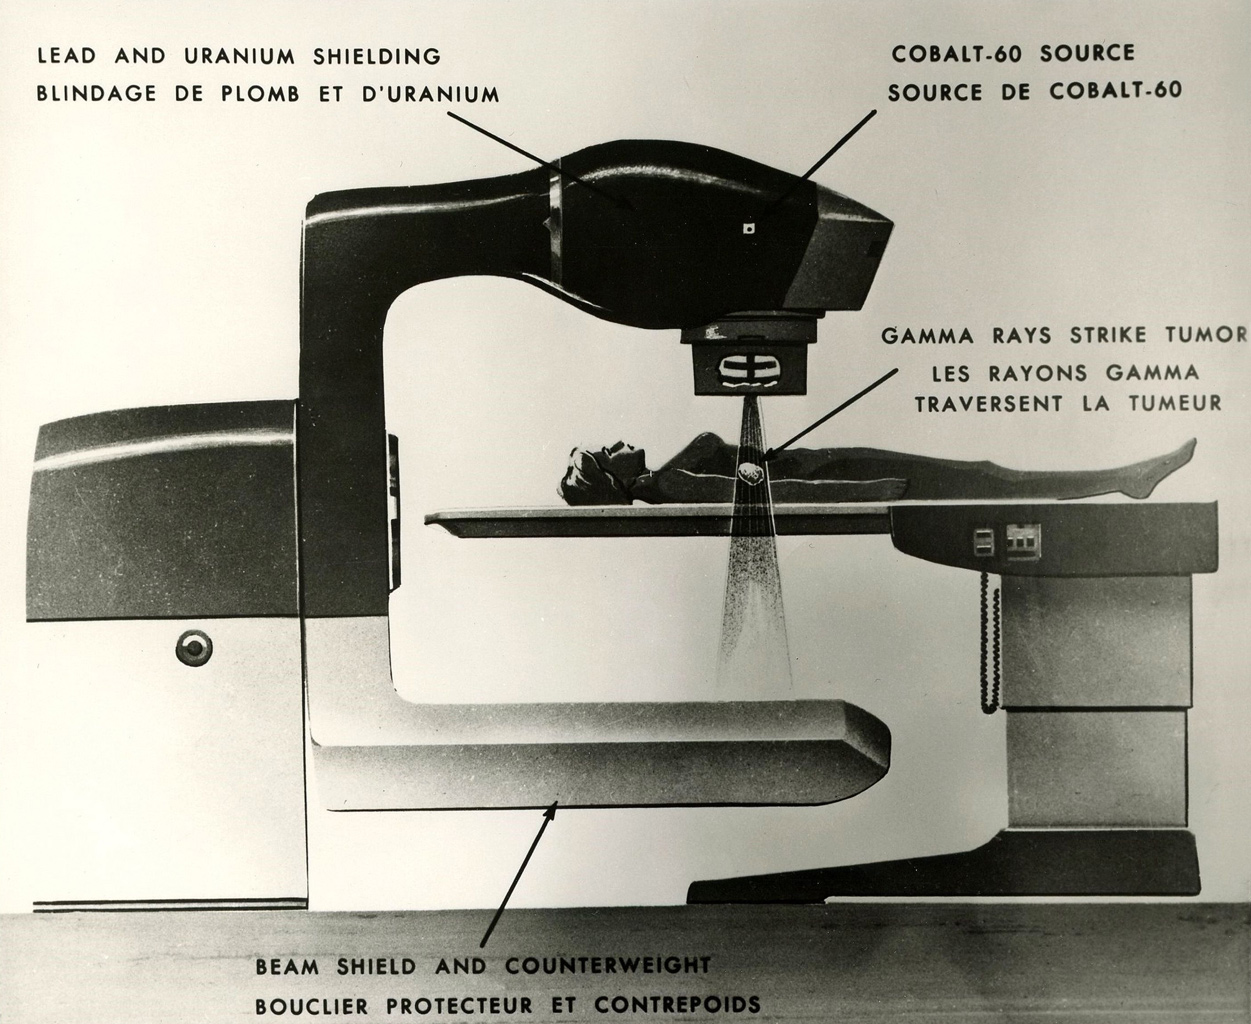 LEAD AND URANIUM SHIELDING
BLINDAGE DE PLOMB ET D'URANIUM
COBALT-60 SOURCE
SOURCE DE COBALT-60
GAMMA RAYS STRIKE TUMOR
LES RAYONS GAMMA
TRAVERSENT LA TUMEUR
BEAM SHIELD AND COUNTERWEIGHT
BOUCLIER PROTECTEUR ET CONTREPOIDS